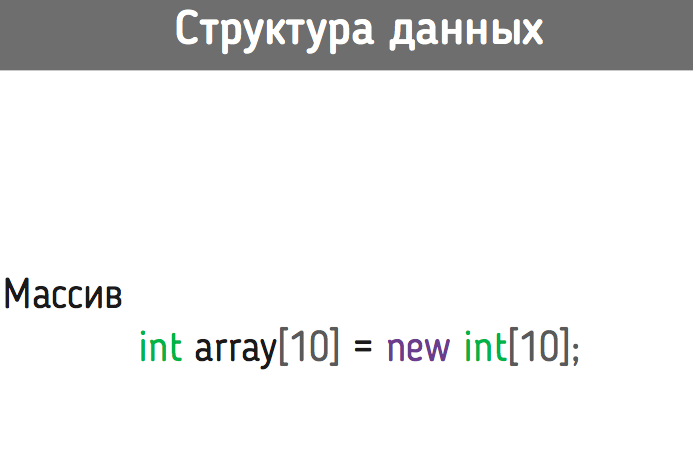 Структура данных
Массив
int array[10] = new int[10];